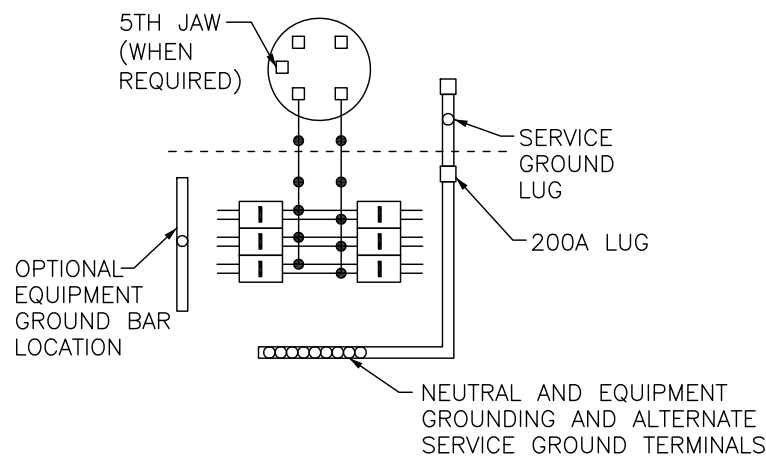 5TH JAW
(WHEN
REQUIRED)
SERVICE
GROUND
LUG
200A LUG
OPTIONAL
EQUIPMENT
GROUND BAR
LOCATION
NEUTRAL AND EQUIPMENT
GROUNDING AND ALTERNATE
SERVICE GROUND TERMINALS